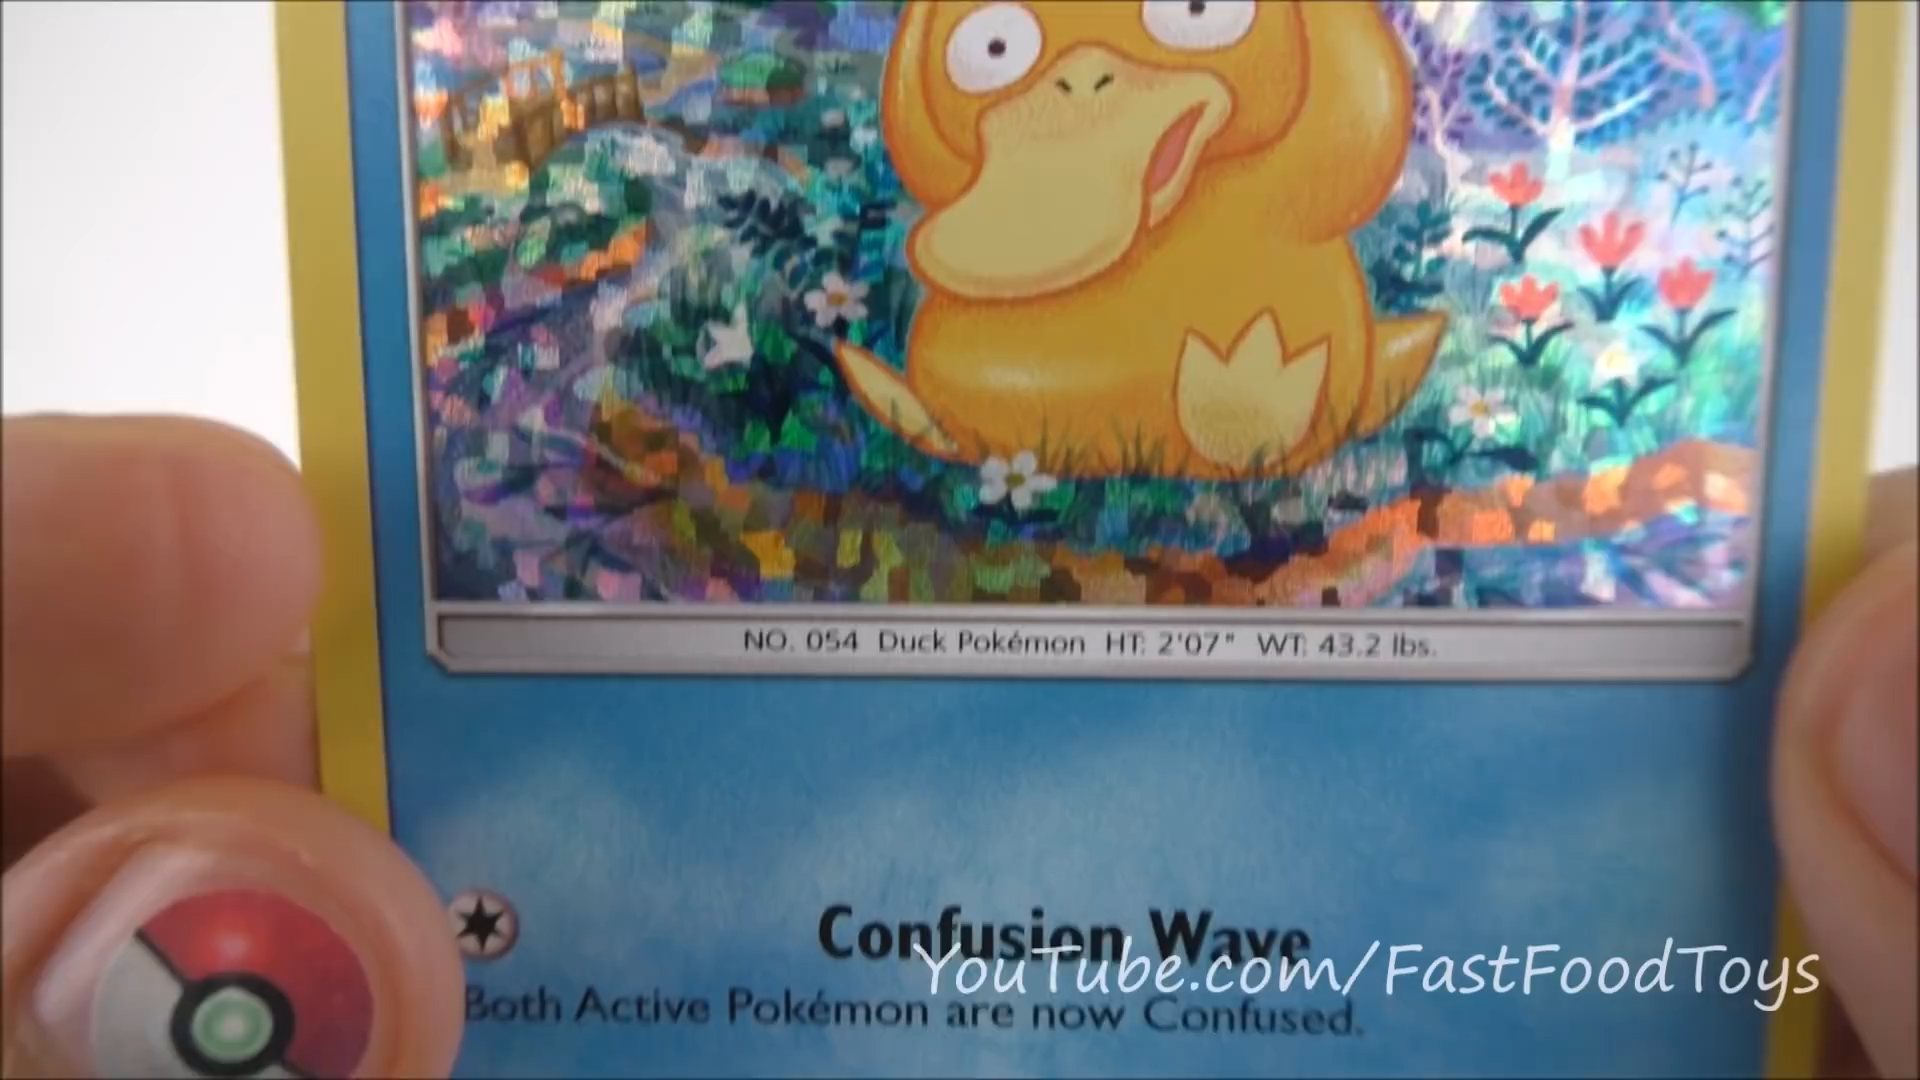 NO. 054 Duck Pokémon HT: 2'07" WT: 43.2 lbs.
Confusion Wave
YouTube.com/FastFoodToys
Both Active Pokémon are now Confused.